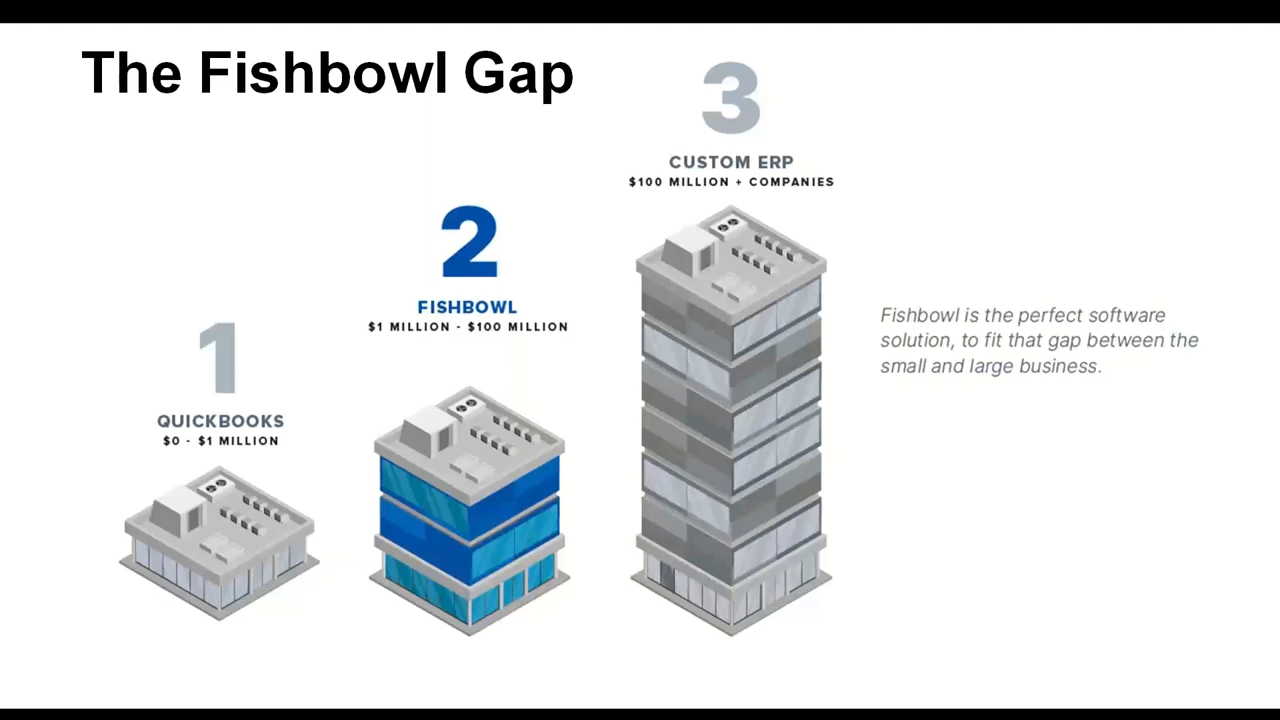 The Fishbowl Gap
1
QUICKBOOKS
$0 - $1 MILLION
2
FISHBOWL
$1 MILLION - $100 MILLION
3
CUSTOM ERP
$100 MILLION + COMPANIES
Fishbowl is the perfect software
solution, to fit that gap between the
small and large business.